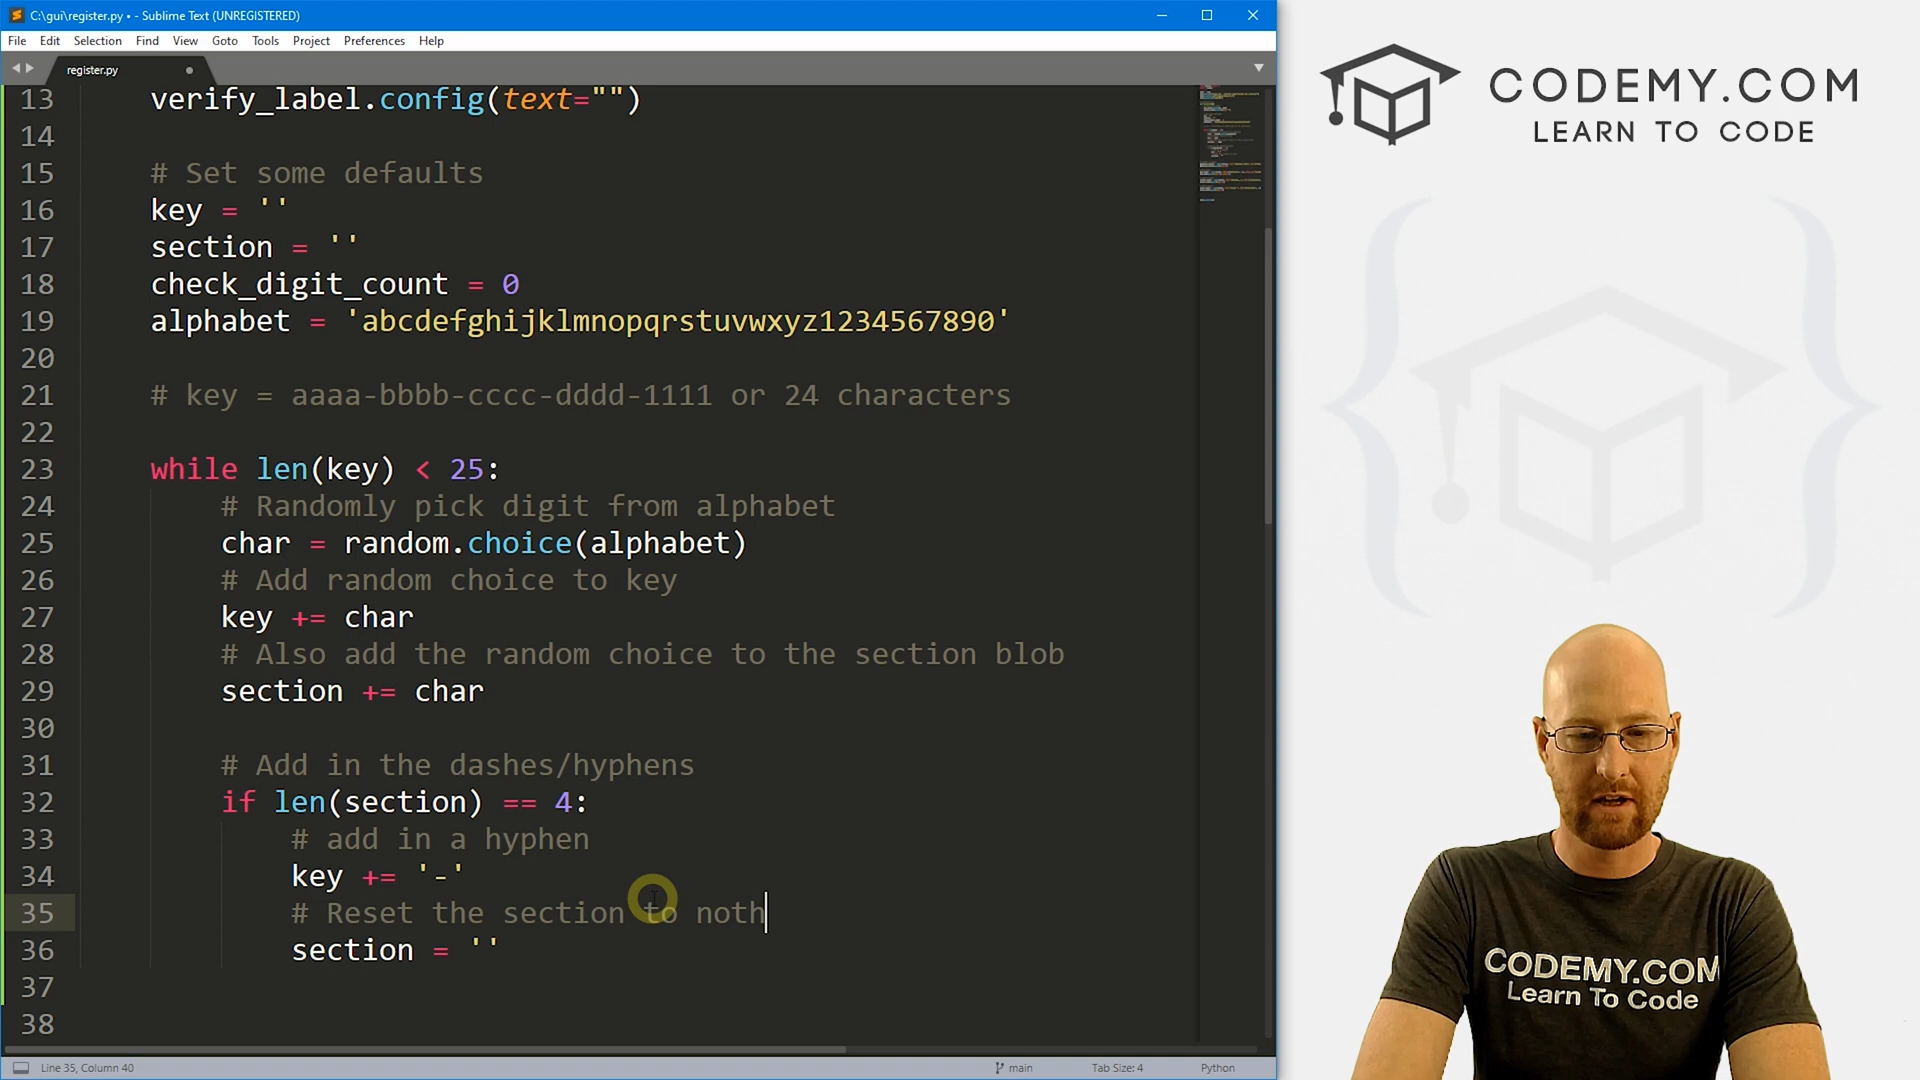 C:\gui\register.py • - Sublime Text (UNREGISTERED)
File Edit Selection Find View Goto Tools Project Preferences Help
register.py
13 verify_label.config(text="")
14
15 # Set some defaults
16 key = ''
17 section = ''
18 check_digit_count = 0
19 alphabet = 'abcdefghijklmnopqrstuvwxyz1234567890'
20
21 # key = aaaa-bbbb-cccc-dddd-1111 or 24 characters
22
23 while len(key) < 25:
24 # Randomly pick digit from alphabet
25 char = random.choice(alphabet)
26 # Add random choice to key
27 key += char
28 # Also add the random choice to the section blob
29 section += char
30
31 # Add in the dashes/hyphens
32 if len(section) == 4:
33 # add in a hyphen
34 key += '-'
35 # Reset the section to noth
36 section = ''
37
38
Line 35, Column 40 main Tab Size: 4 Python
CODEMY.COM
LEARN TO CODE
CODEMY.COM
Learn To Code